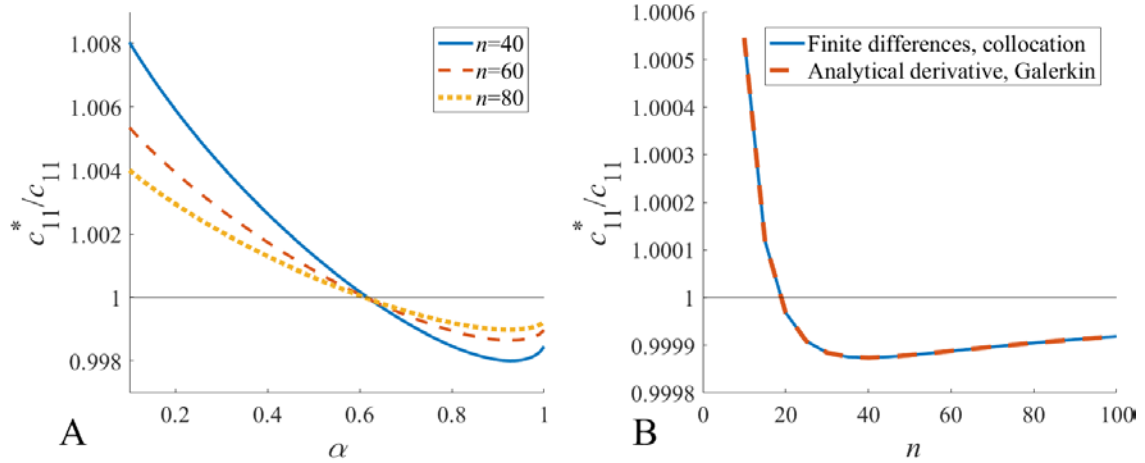 1.008
1.006
1.004
1.002
1
0.998
c*11/c11
n=40
n=60
n=80
0.2
0.4
0.6
0.8
1
A
α
1.0006
1.0005
1.0004
1.0003
1.0002
1.0001
1
0.9999
0.9998
c*11/c11
Finite differences, collocation
Analytical derivative, Galerkin
0
20
40
60
80
100
B
n